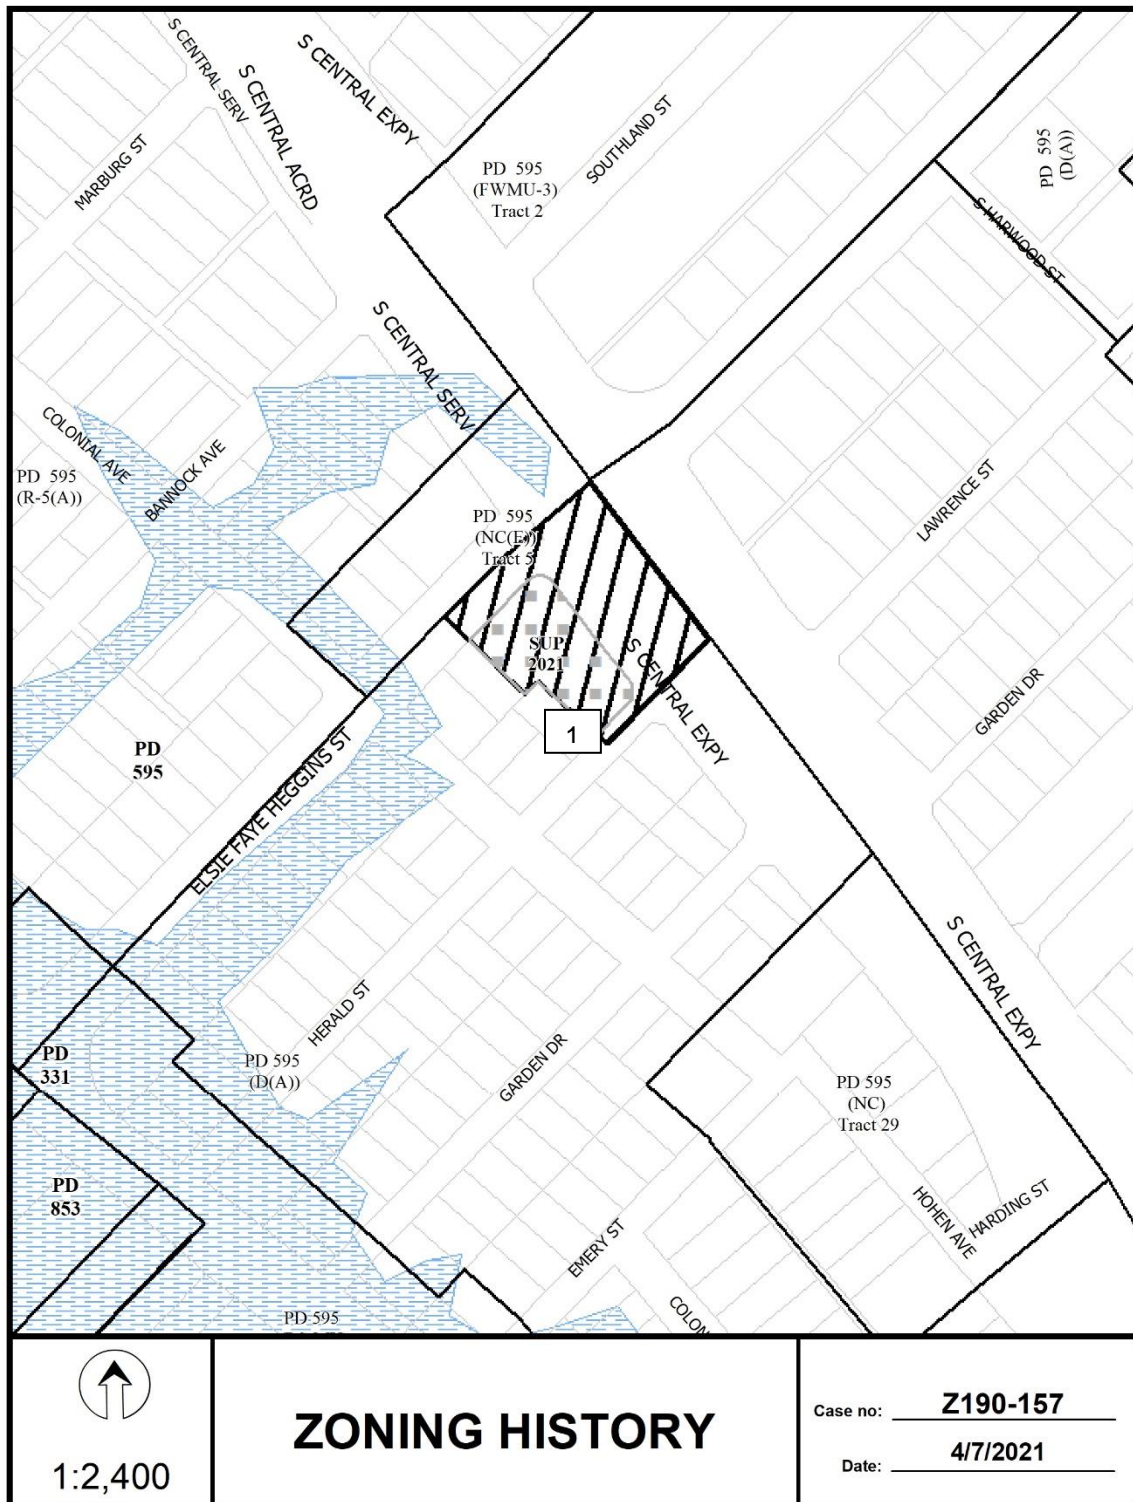 S CENTRAL SERV
S CENTRAL ACRD
S CENTRAL EXPY
MARBURG ST
SOUTHLAND ST
PD 595
(FWMU-3)
Tract 2
PD 595
(D(A))
S HARWOOD ST
S CENTRAL SERV
COLONIAL AVE
BANNOCK AVE
PD 595
(R-5(A))
LAWRENCE ST
PD 595
(NC(E))
Tract 5
SUP
2021
S CENTRAL EXPY
1
GARDEN DR
PD
595
ELSIE FAYE HEGGINS ST
S CENTRAL EXPY
HERALD ST
GARDEN DR
PD 595
(D(A))
PD
331
PD 595
(NC)
Tract 29
PD
853
HOHEN AVE
HARDING ST
EMERY ST
COLON
PD 595
1:2,400
ZONING HISTORY
Case no: Z190-157
Date: 4/7/2021